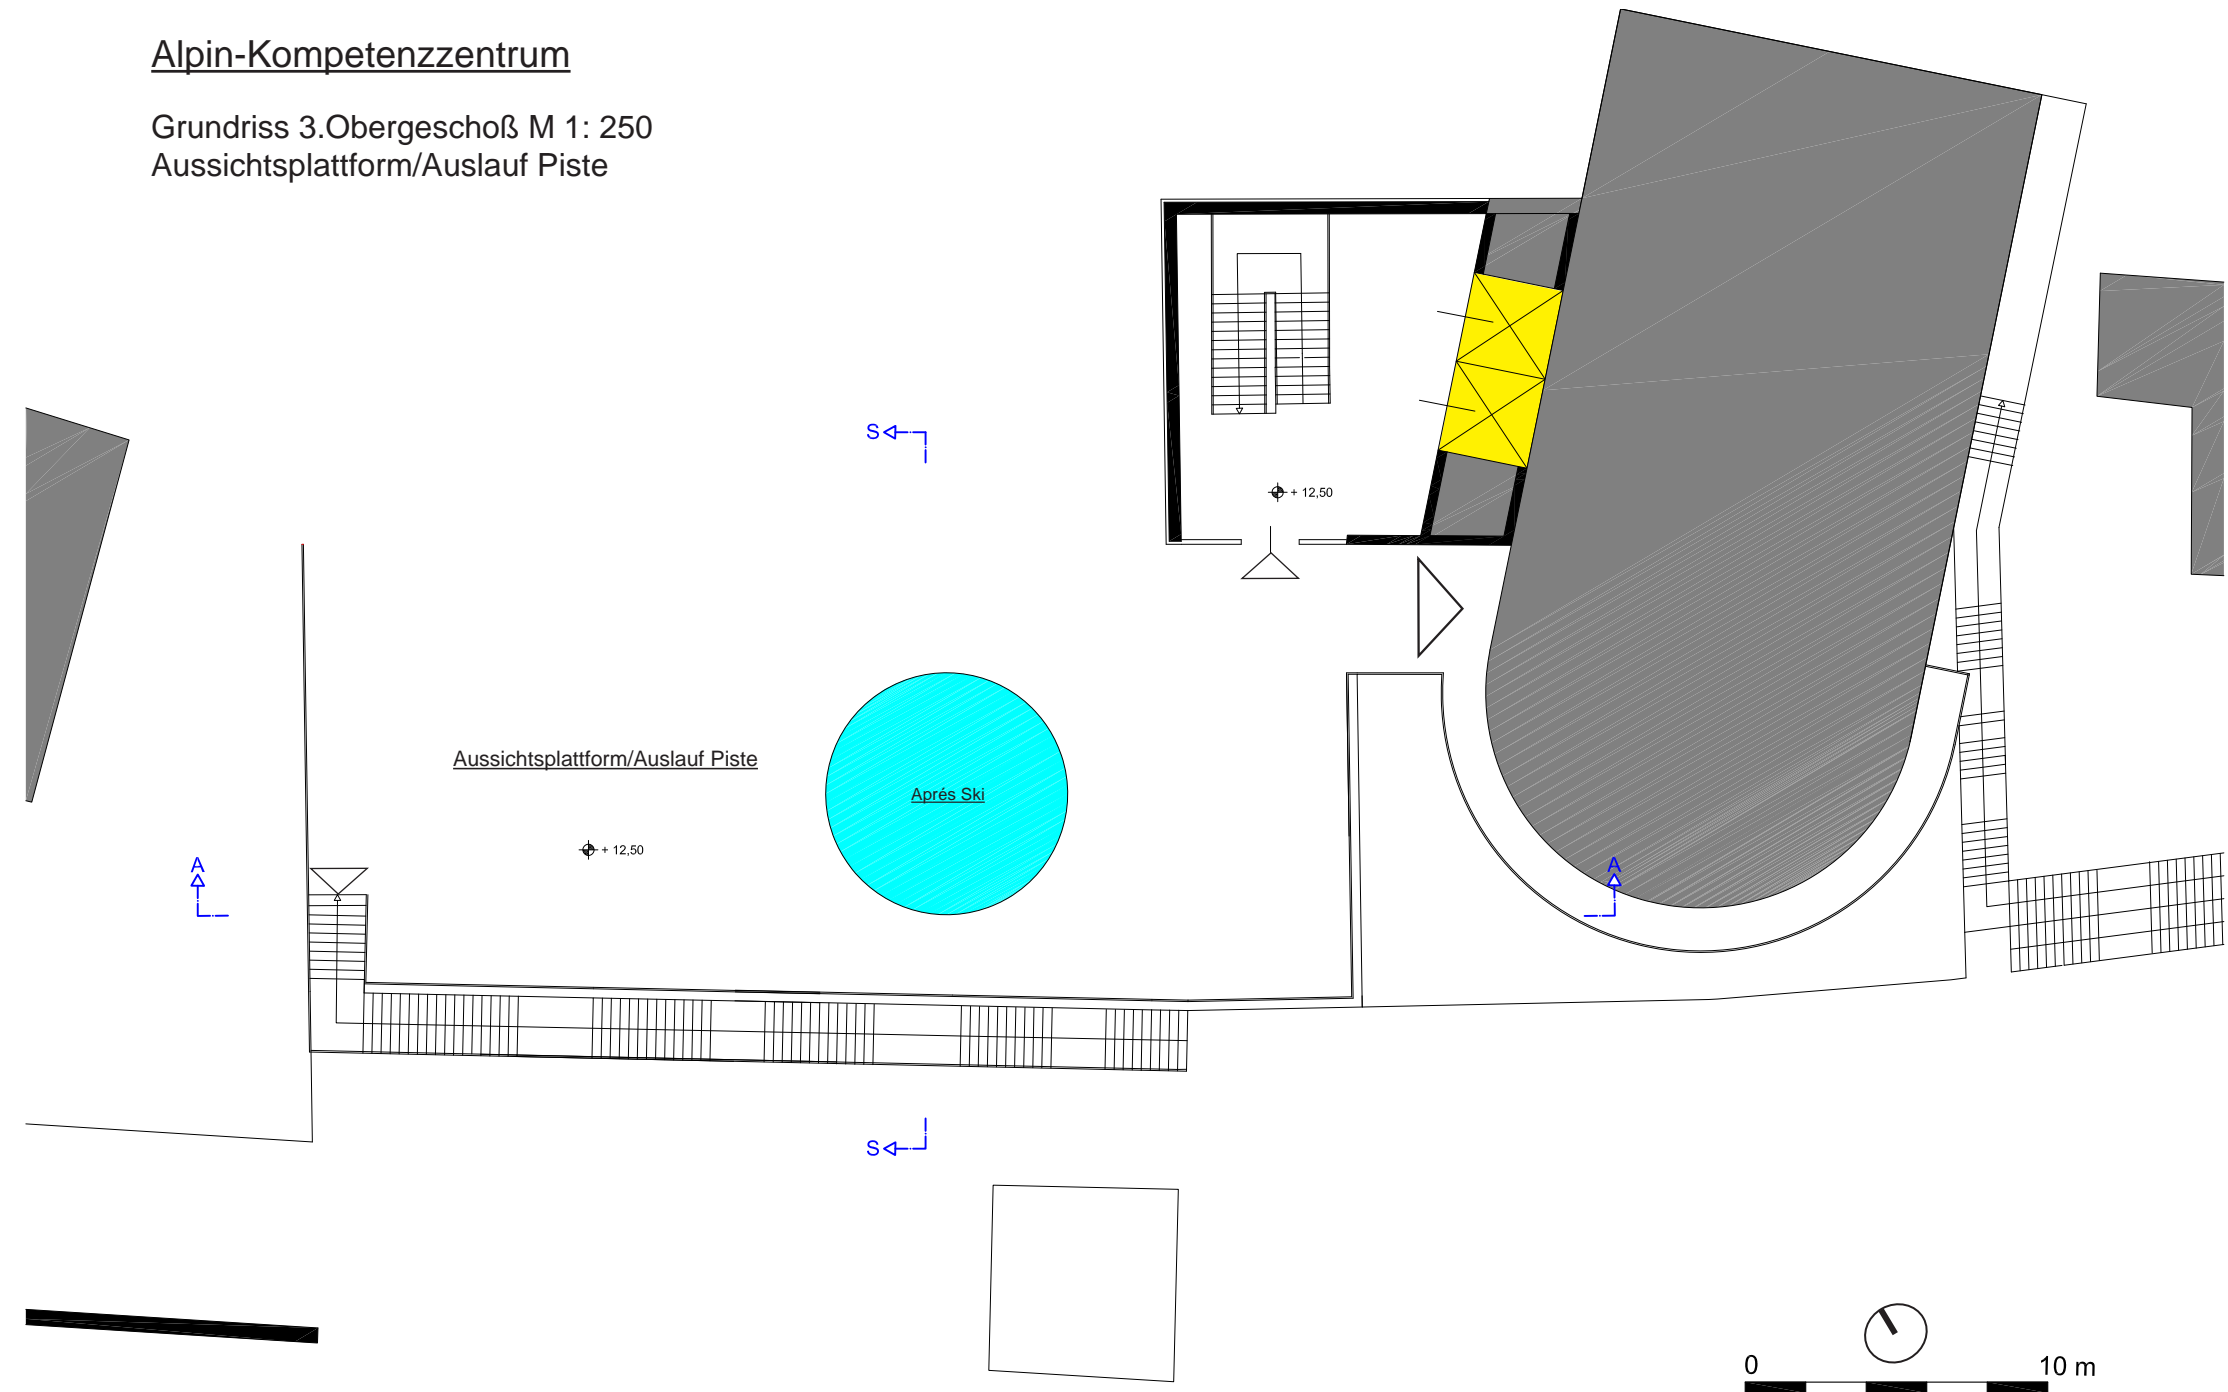 Alpin-Kompetenzzentrum
Grundriss 3.Obergeschoß M 1: 250
Aussichtsplattform/Auslauf Piste
S
+ 12,50
Aussichtsplattform/Auslauf Piste
Aprés Ski
+ 12,50
A
A
S
0
10 m